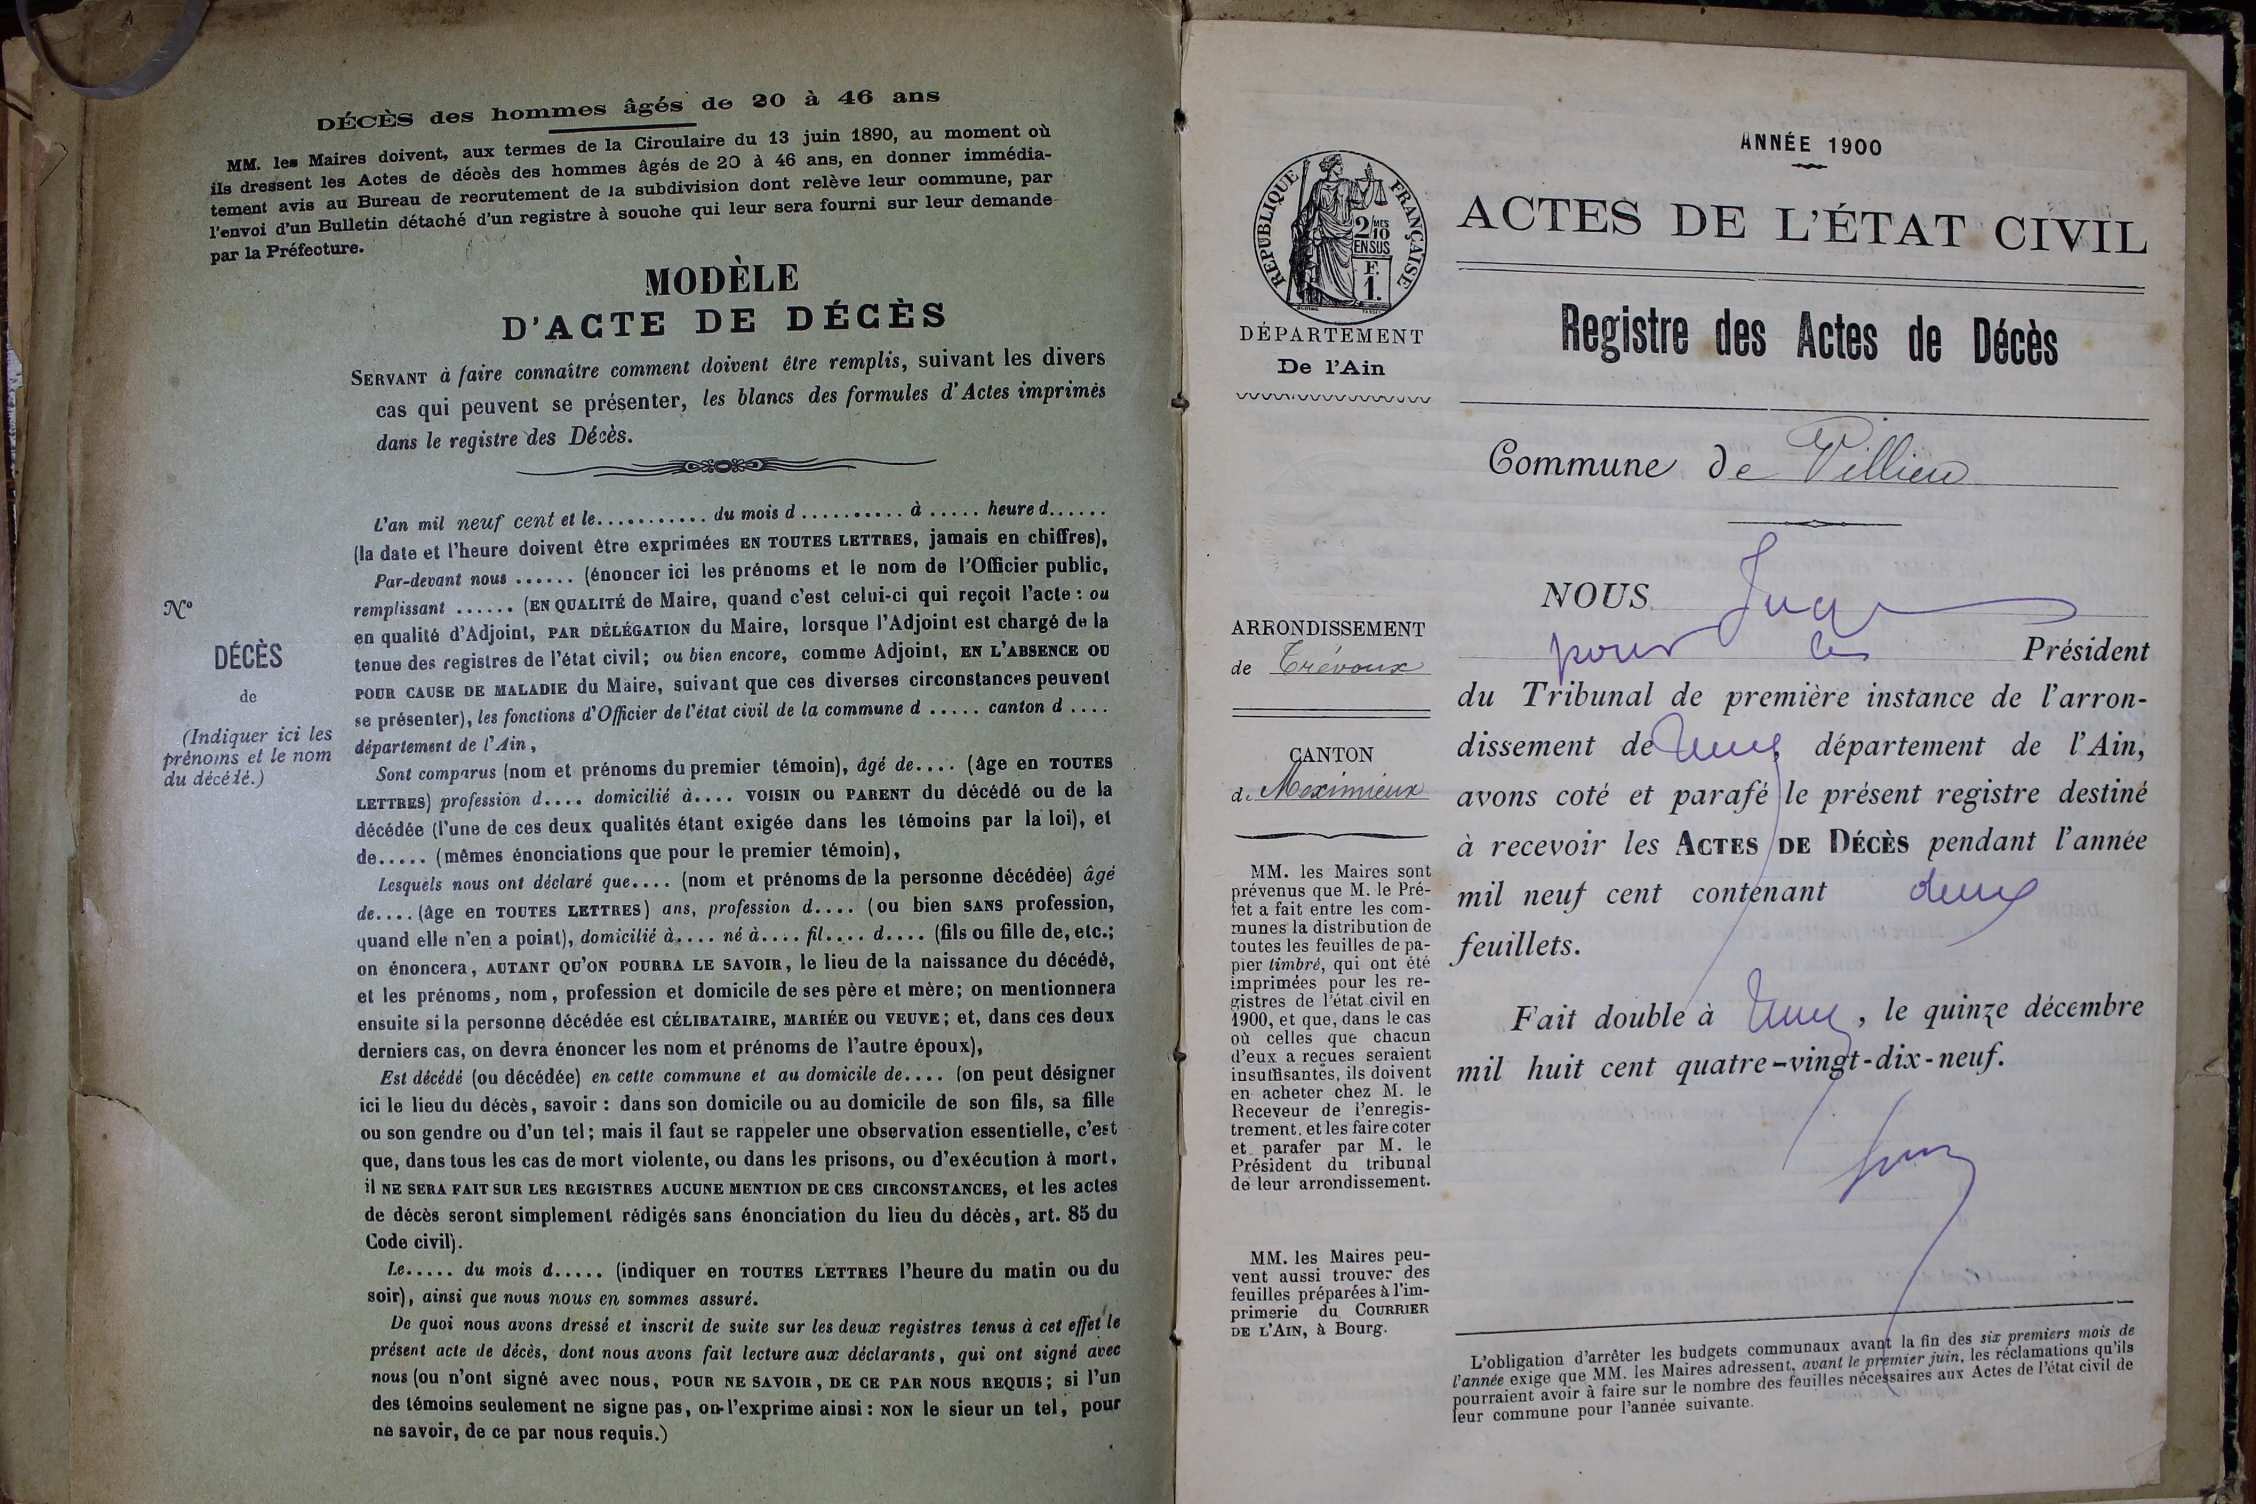 DÉCÈS des hommes âgés de 20 à 46 ans
MM. les Maires doivent, aux termes de la Circulaire du 13 juin 1890, au moment où
ils dressent les Actes de décès des hommes âgés de 20 à 46 ans, en donner immédia-
tement avis au Bureau de recrutement de la subdivision dont relève leur commune, par
l'envoi d'un Bulletin détaché d'un registre à souche qui leur sera fourni sur leur demande
par la Préfecture.
MODÈLE
D'ACTE DE DÉCÈS
SERVANT à faire connaître comment doivent être remplis, suivant les divers
cas qui peuvent se présenter, les blancs des formules d'Actes imprimés
dans le registre des Décès.
L'an mil neuf cent et le........... du mois d .......... à ..... heure d......
(la date et l'heure doivent être exprimées EN TOUTES LETTRES, jamais en chiffres),
Par-devant nous ...... (énoncer ici les prénoms et le nom de l'Officier public,
remplissant ...... (EN QUALITÉ de Maire, quand c'est celui-ci qui reçoit l'acte : ou
en qualité d'Adjoint, PAR DÉLÉGATION du Maire, lorsque l'Adjoint est chargé de la
tenue des registres de l'état civil; ou bien encore, comme Adjoint, EN L'ABSENCE OU
POUR CAUSE DE MALADIE du Maire, suivant que ces diverses circonstances peuvent
se présenter), les fonctions d'Officier de l'état civil de la commune d ..... canton d ....
département de l'Ain,
Sont comparus (nom et prénoms du premier témoin), âgé de.... (âge en TOUTES
LETTRES) profession d.... domicilié à.... VOISIN OU PARENT du décédé ou de la
décédée (l'une de ces deux qualités étant exigée dans les témoins par la loi), et
de..... (mêmes énonciations que pour le premier témoin),
Lesquels nous ont déclaré que.... (nom et prénoms de la personne décédée) âgé
de.... (âge en TOUTES LETTRES) ans, profession d.... (ou bien SANS profession,
quand elle n'en a point), domicilié à.... né à.... fil.... d.... (fils ou fille de, etc.;
on énoncera, AUTANT QU'ON POURRA LE SAVOIR, le lieu de la naissance du décédé,
et les prénoms, nom, profession et domicile de ses père et mère; on mentionnera
ensuite si la personne décédée est CÉLIBATAIRE, MARIÉE OU VEUVE; et, dans ces deux
derniers cas, on devra énoncer les nom et prénoms de l'autre époux),
Est décédé (ou décédée) en cette commune et au domicile de.... (on peut désigner
ici le lieu du décès, savoir : dans son domicile ou au domicile de son fils, sa fille
ou son gendre ou d'un tel; mais il faut se rappeler une observation essentielle, c'est
que, dans tous les cas de mort violente, ou dans les prisons, ou d'exécution à mort,
il NE SERA FAIT SUR LES REGISTRES AUCUNE MENTION DE CES CIRCONSTANCES, et les actes
de décès seront simplement rédigés sans énonciation du lieu du décès, art. 85 du
Code civil).
Le..... du mois d..... (indiquer en TOUTES LETTRES l'heure du matin ou du
soir), ainsi que nous nous en sommes assuré.
De quoi nous avons dressé et inscrit de suite sur les deux registres tenus à cet effet le
présent acte de décès, dont nous avons fait lecture aux déclarants, qui ont signé avec
nous (ou n'ont signé avec nous, POUR NE SAVOIR, DE CE PAR NOUS REQUIS; si l'un
des témoins seulement ne signe pas, on l'exprime ainsi : NON le sieur un tel, pour
ne savoir, de ce par nous requis.)
N°
DÉCÈS
de
(Indiquer ici les
prénoms et le nom
du décédé.)
ANNÉE 1900
ACTES DE L'ÉTAT CIVIL
Registre des Actes de Décès
Commune de Villieu
RÉPUBLIQUE FRANÇAISE
2/10 MES
EN SUS
F.
1.
DÉPARTEMENT
De l'Ain
ARRONDISSEMENT
de Trévoux
CANTON
de Meximieux
MM. les Maires sont
prévenus que M. le Pré-
fet a fait entre les com-
munes la distribution de
toutes les feuilles de pa-
pier timbré, qui ont été
imprimées pour les re-
gistres de l'état civil en
1900, et que, dans le cas
où celles que chacun
d'eux a reçues seraient
insuffisantes, ils doivent
en acheter chez M. le
Receveur de l'enregis-
trement, et les faire coter
et parafer par M. le
Président du tribunal
de leur arrondissement.
MM. les Maires peu-
vent aussi trouver des
feuilles préparées à l'im-
primerie du COURRIER
DE L'AIN, à Bourg.
NOUS Juge
pour le Président
du Tribunal de première instance de l'arron-
dissement de département de l'Ain,
avons coté et parafé le présent registre destiné
à recevoir les ACTES DE DÉCÈS pendant l'année
mil neuf cent contenant deux
feuillets.
Fait double à , le quinze décembre
mil huit cent quatre-vingt-dix-neuf.
L'obligation d'arrêter les budgets communaux avant la fin des six premiers mois de
l'année exige que MM. les Maires adressent, avant le premier juin, les réclamations qu'ils
pourraient avoir à faire sur le nombre des feuilles nécessaires aux Actes de l'état civil de
leur commune pour l'année suivante.